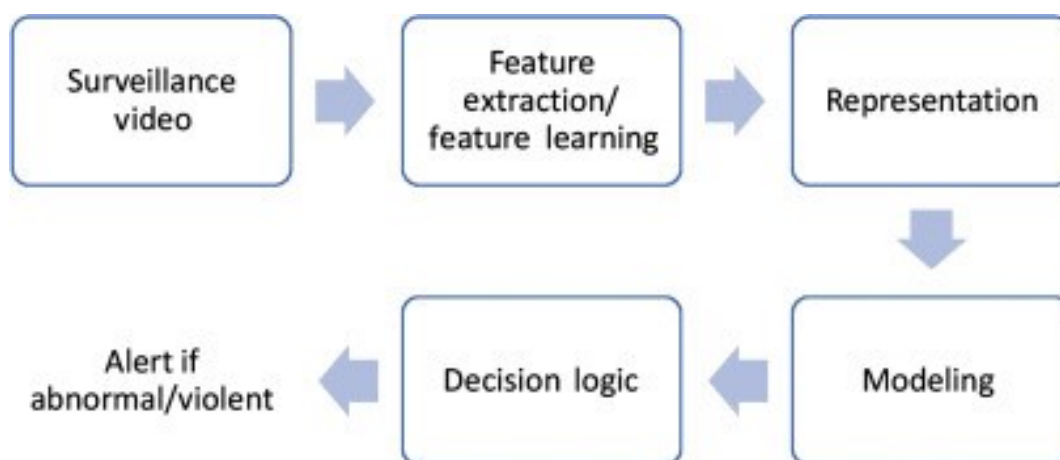 Surveillance
video
Feature
extraction/
feature learning
Representation
Modeling
Decision logic
Alert if
abnormal/violent